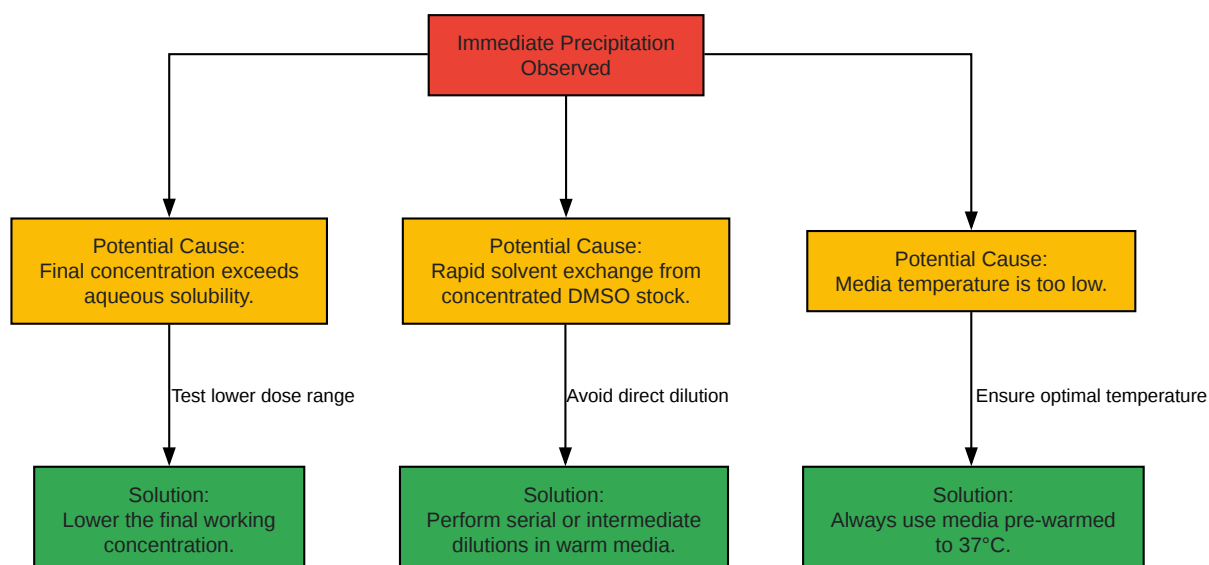 Immediate Precipitation
Observed
Potential Cause:
Final concentration exceeds
aqueous solubility.
Potential Cause:
Rapid solvent exchange from
concentrated DMSO stock.
Potential Cause:
Media temperature is too low.
Test lower dose range
Avoid direct dilution
Ensure optimal temperature
Solution:
Lower the final working
concentration.
Solution:
Perform serial or intermediate
dilutions in warm media.
Solution:
Always use media pre-warmed
to 37°C.